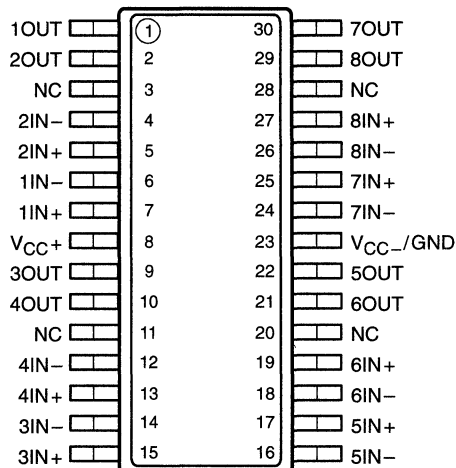 1OUT 1 30 7OUT
2OUT 2 29 8OUT
NC 3 28 NC
2IN− 4 27 8IN+
2IN+ 5 26 8IN−
1IN− 6 25 7IN+
1IN+ 7 24 7IN−
VCC+ 8 23 VCC−/GND
3OUT 9 22 5OUT
4OUT 10 21 6OUT
NC 11 20 NC
4IN− 12 19 6IN+
4IN+ 13 18 6IN−
3IN− 14 17 5IN+
3IN+ 15 16 5IN−